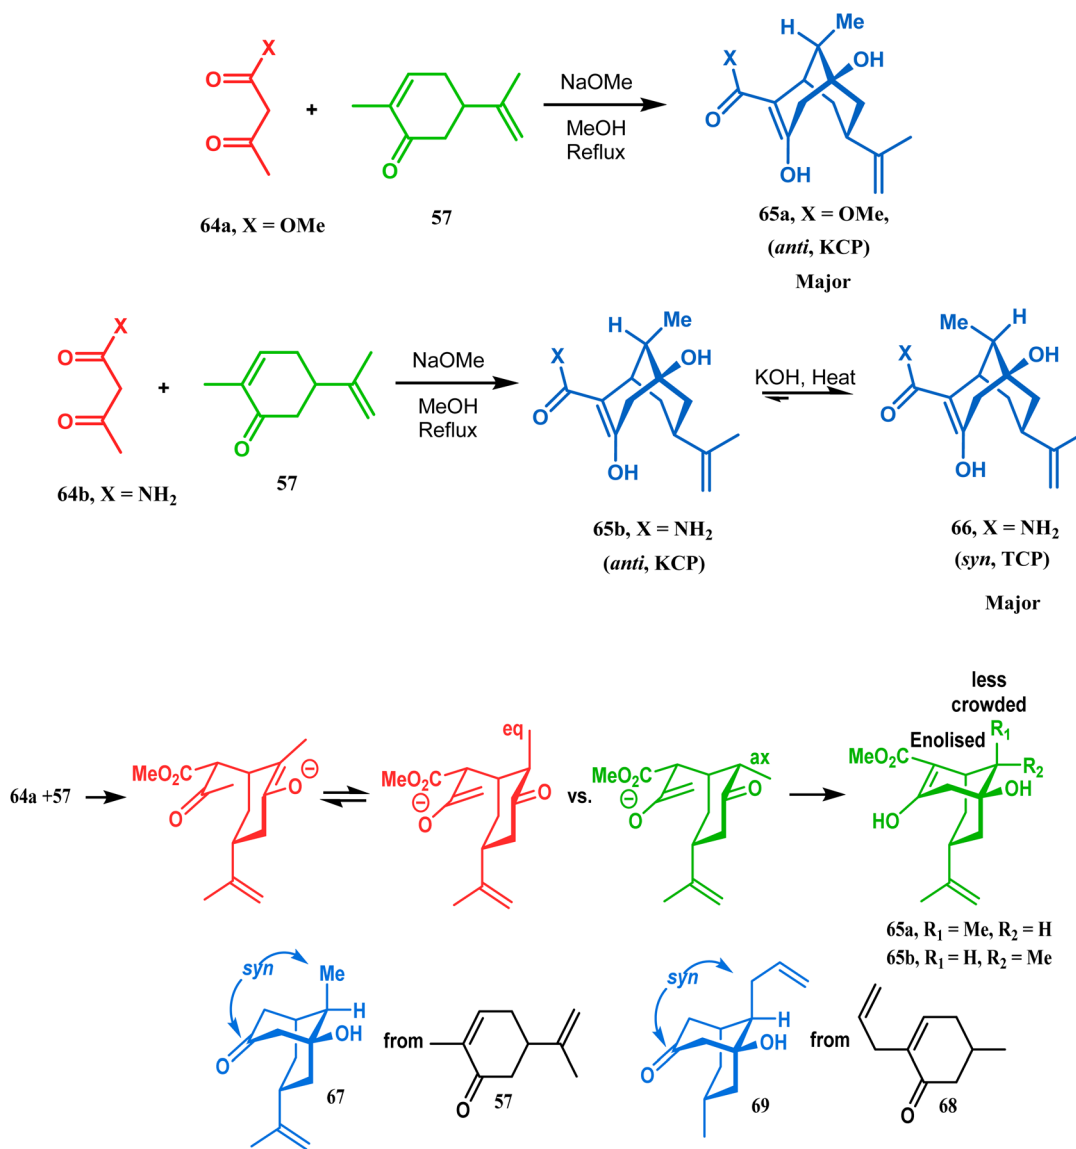 X
O
O
64a, X = OMe
+
O
57
NaOMe
MeOH
Reflux
H
Me
OH
X
O
OH
65a, X = OMe,
(anti, KCP)
Major
X
O
O
64b, X = NH₂
+
O
57
NaOMe
MeOH
Reflux
H
Me
OH
X
O
OH
65b, X = NH₂
(anti, KCP)
KOH, Heat
Me
H
OH
X
O
OH
66, X = NH₂
(syn, TCP)
Major
64a +57
MeO₂C
O
O
⊖
MeO₂C
⊖
O
eq
O
vs.
MeO₂C
⊖
O
ax
O
less
crowded
Enolised
R₁
MeO₂C
R₂
OH
HO
65a, R₁ = Me, R₂ = H
65b, R₁ = H, R₂ = Me
syn
Me
H
OH
O
67
from
O
57
syn
H
OH
O
69
from
O
68